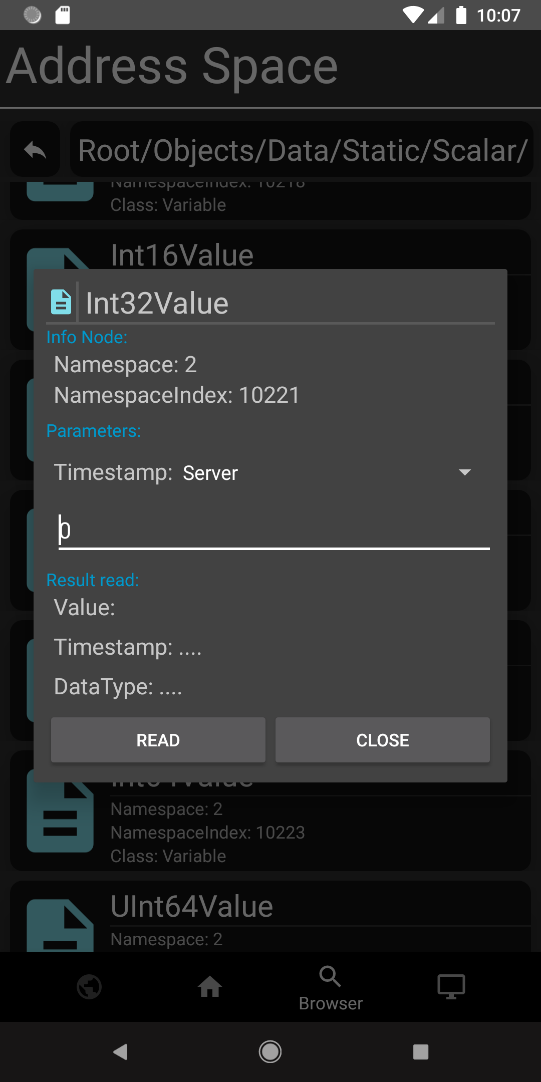 10:07
Address Space
Root/Objects/Data/Static/Scalar/
NamespaceIndex: 10218
Class: Variable
Int16Value
Int32Value
Info Node:
Namespace: 2
NamespaceIndex: 10221
Parameters:
Timestamp: Server
0
Result read:
Value:
Timestamp: ....
DataType: ....
READ CLOSE
Int64Value
Namespace: 2
NamespaceIndex: 10223
Class: Variable
UInt64Value
Namespace: 2
Browser